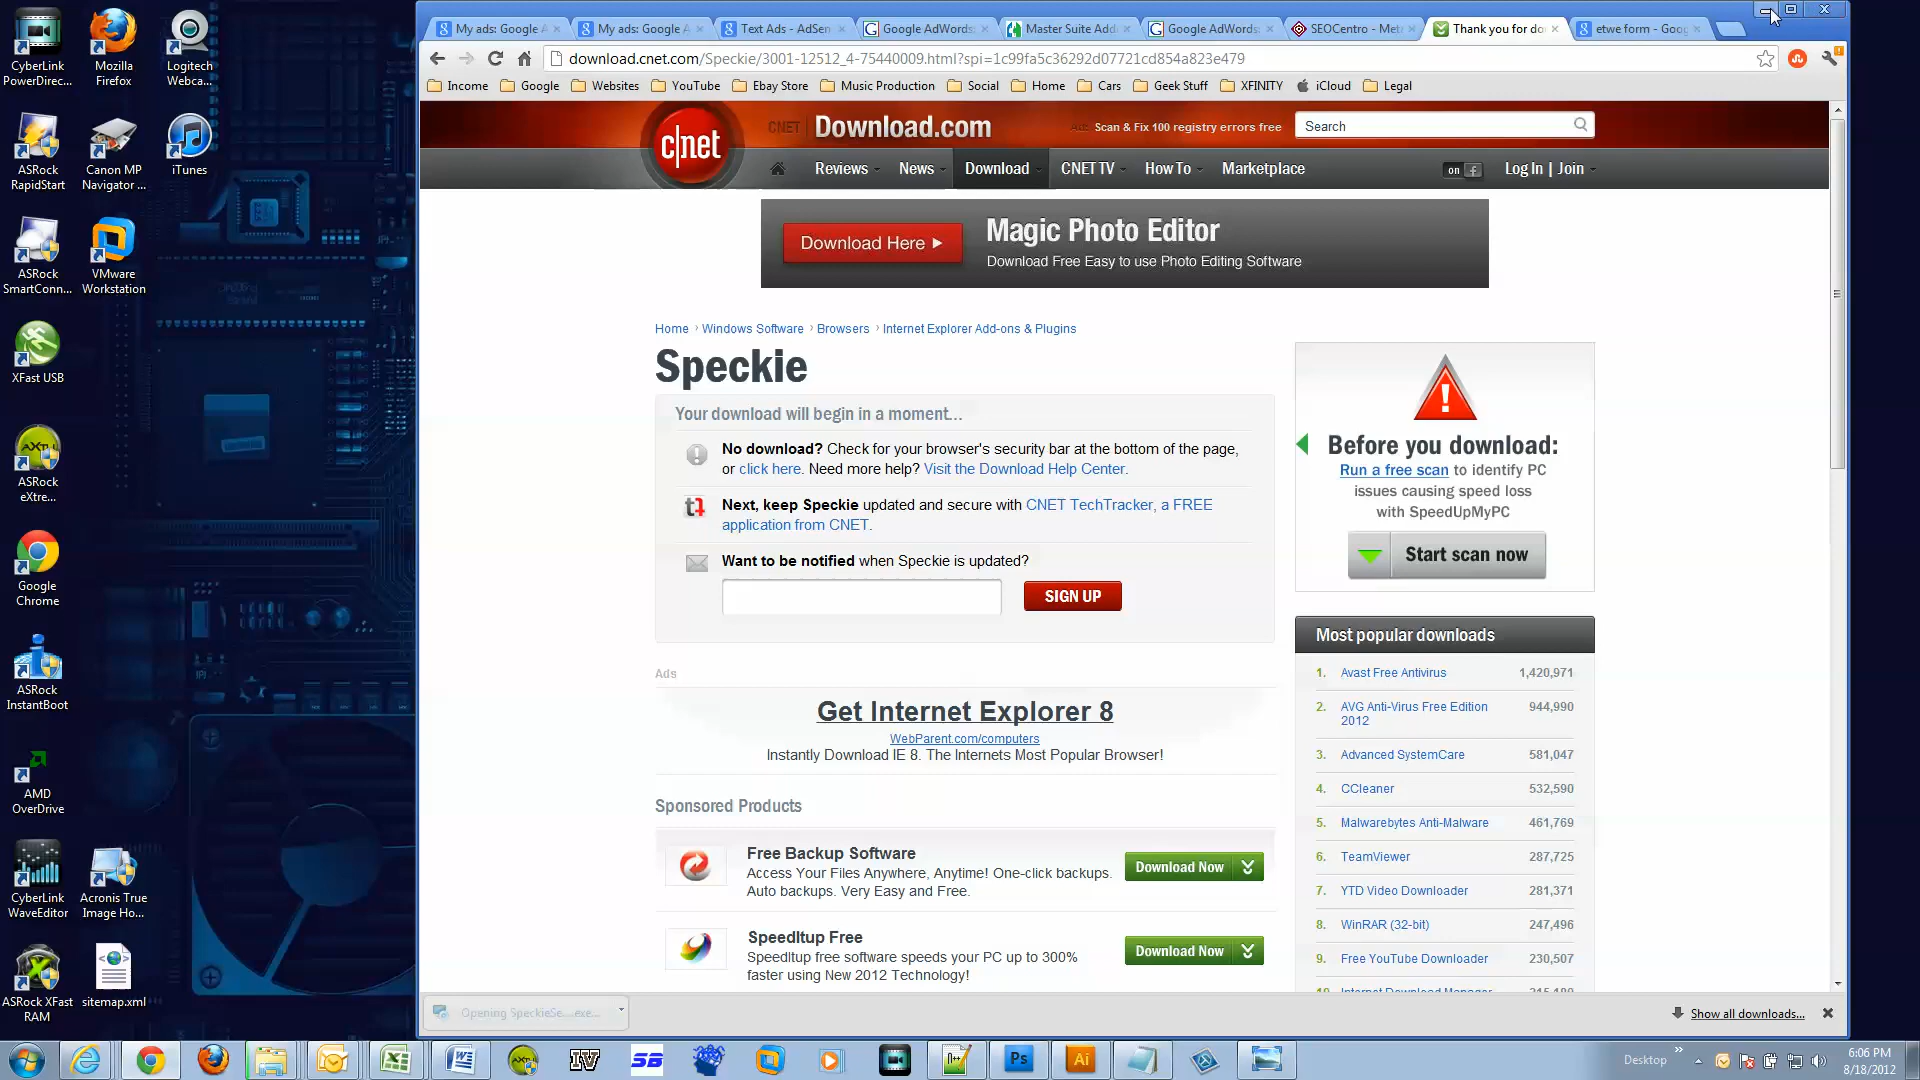 My ads: Google A
My ads: Google A
Text Ads - AdSen
Google AdWords:
Master Suite Add
Google AdWords:
SEOCentro - Met
Thank you for do
etwe form - Goog
download.cnet.com/Speckie/3001-12512_4-75440009.html?spi=1c99fa5c36292d07721cd854a823e479
Income
Google
Websites
YouTube
Ebay Store
Music Production
Social
Home
Cars
Geek Stuff
XFINITY
iCloud
Legal
c|net
CNET
Download.com
Ads
Scan & Fix 100 registry errors free
Search
Reviews
News
Download
CNET TV
How To
Marketplace
on f
Log In | Join
Download Here
Magic Photo Editor
Download Free Easy to use Photo Editing Software
Home › Windows Software › Browsers › Internet Explorer Add-ons & Plugins
Speckie
Your download will begin in a moment...
No download? Check for your browser's security bar at the bottom of the page,
or click here. Need more help? Visit the Download Help Center.
Next, keep Speckie updated and secure with CNET TechTracker, a FREE
application from CNET.
Want to be notified when Speckie is updated?
SIGN UP
Ads
Get Internet Explorer 8
WebParent.com/computers
Instantly Download IE 8. The Internets Most Popular Browser!
Sponsored Products
Free Backup Software
Access Your Files Anywhere, Anytime! One-click backups.
Auto backups. Very Easy and Free.
Download Now
SpeedItup Free
SpeedItup free software speeds your PC up to 300%
faster using New 2012 Technology!
Download Now
Before you download:
Run a free scan to identify PC
issues causing speed loss
with SpeedUpMyPC
Start scan now
Most popular downloads
1. Avast Free Antivirus 1,420,971
2. AVG Anti-Virus Free Edition 944,990
2012
3. Advanced SystemCare 581,047
4. CCleaner 532,590
5. Malwarebytes Anti-Malware 461,769
6. TeamViewer 287,725
7. YTD Video Downloader 281,371
8. WinRAR (32-bit) 247,496
9. Free YouTube Downloader 230,507
10. Internet Download Manager 215,180
Opening SpeckieSe....exe...
Show all downloads...
CyberLink
PowerDirec...
Mozilla
Firefox
Logitech
Webca...
ASRock
RapidStart
Canon MP
Navigator ...
iTunes
ASRock
SmartConn...
VMware
Workstation
XFast USB
AXTU
ASRock
eXtre...
Google
Chrome
ASRock
InstantBoot
AMD
OverDrive
CyberLink
WaveEditor
Acronis True
Image Ho...
ASRock XFast
RAM
sitemap.xml
IV
SB
Ps
Ai
Desktop
6:06 PM
8/18/2012